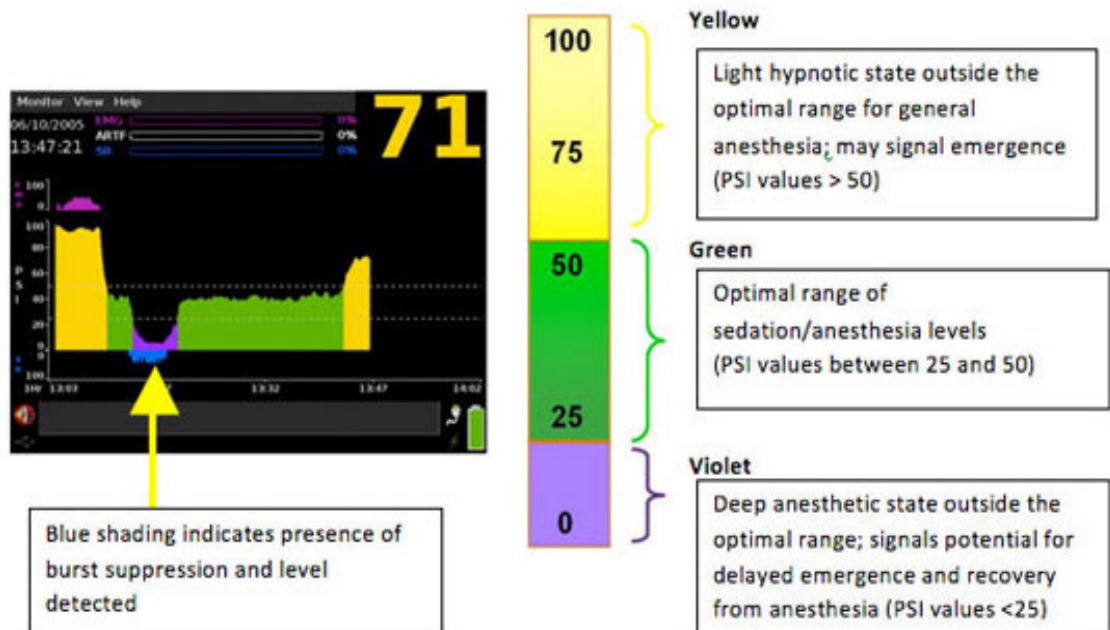 Monitor View Help
06/10/2005
13:47:21
EMG 0%
ARTF 0%
SR 0%
71
100
0
100
80
60
40
20
0
P
S
I
0
100
1Hr 13:03
13:32
13:47
14:02
Blue shading indicates presence of
burst suppression and level
detected
100
75
50
25
0
Yellow
Light hypnotic state outside the
optimal range for general
anesthesia; may signal emergence
(PSI values > 50)
Green
Optimal range of
sedation/anesthesia levels
(PSI values between 25 and 50)
Violet
Deep anesthetic state outside the
optimal range; signals potential for
delayed emergence and recovery
from anesthesia (PSI values <25)